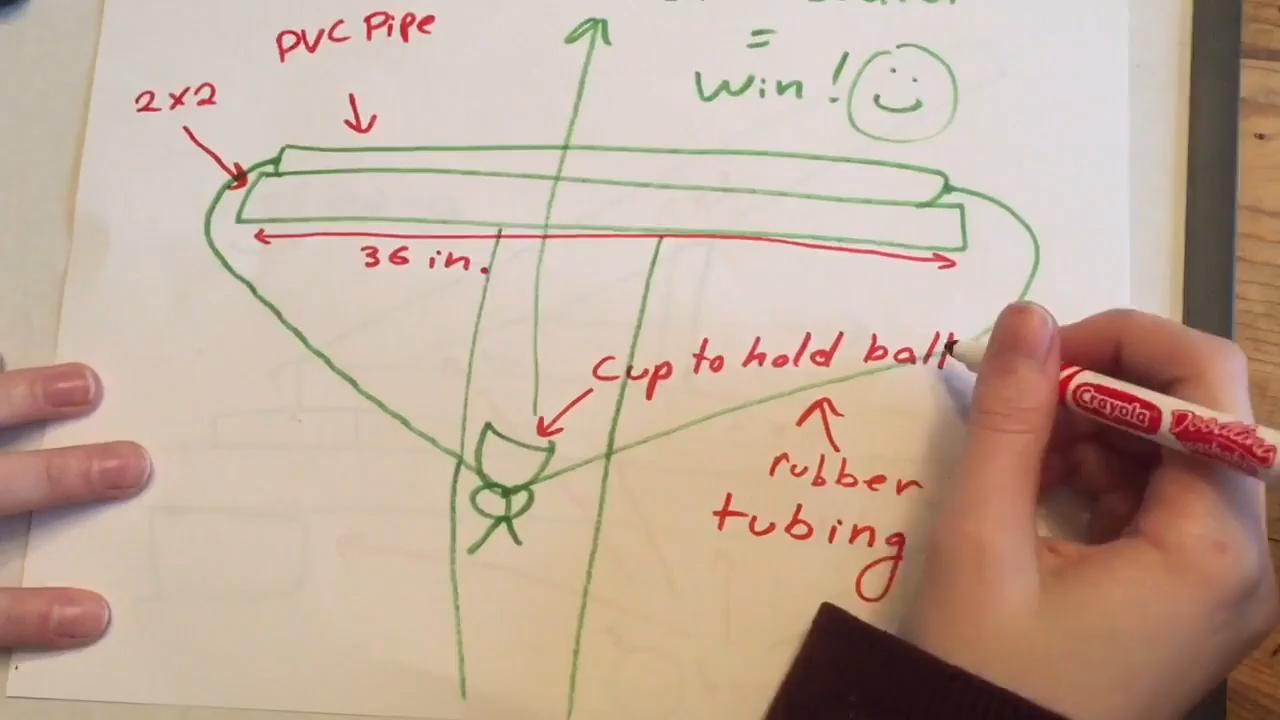 PVC Pipe
=
Win!
2x2
36 in.
Cup to hold ball
rubber
tubing
Crayola